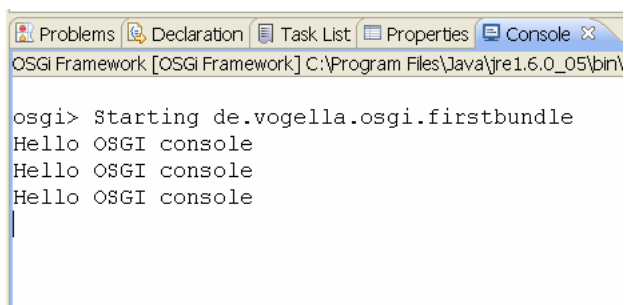 Problems Declaration Task List Properties Console
OSGi Framework [OSGi Framework] C:\Program Files\Java\jre1.6.0_05\bin\
osgi> Starting de.vogella.osgi.firstbundle
Hello OSGI console
Hello OSGI console
Hello OSGI console